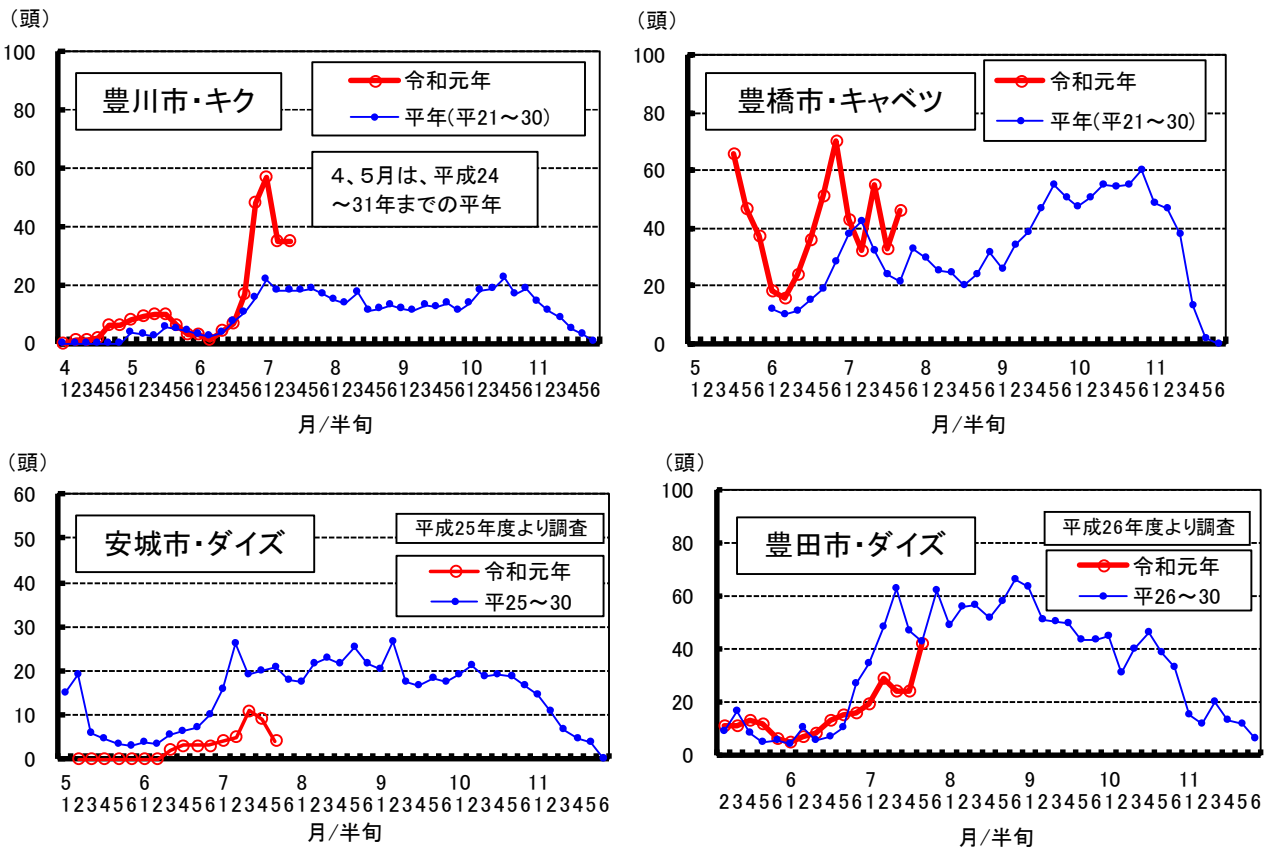 (頭)
100
80
60
40
20
0
豊川市・キク
令和元年
平年(平21～30)
4、5月は、平成24
～31年までの平年
4 5 6 7 8 9 10 11
123456123456123456123456123456123456123456123456
月/半旬
(頭)
100
80
60
40
20
0
豊橋市・キャベツ
令和元年
平年(平21～30)
5 6 7 8 9 10 11
23456123456123456123456123456123456123456
月/半旬
(頭)
60
50
40
30
20
10
0
安城市・ダイズ
平成25年度より調査
令和元年
平25～30
5 6 7 8 9 10 11
123456123456123456123456123456123456123456
月/半旬
(頭)
100
80
60
40
20
0
豊田市・ダイズ
平成26年度より調査
令和元年
平26～30
6 7 8 9 10 11
23456123456123456123456123456123456123456
月/半旬